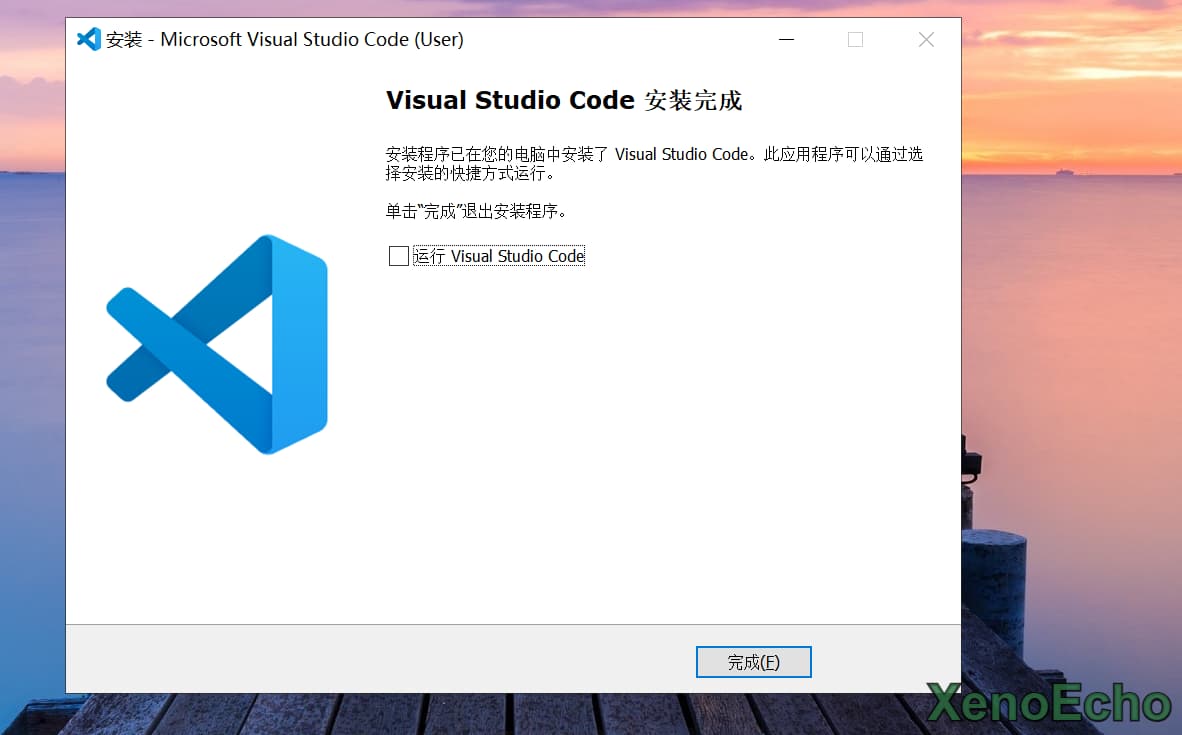 安装 - Microsoft Visual Studio Code (User)
Visual Studio Code 安装完成
安装程序已在您的电脑中安装了 Visual Studio Code。此应用程序可以通过选
择安装的快捷方式运行。
单击“完成”退出安装程序。
运行 Visual Studio Code
完成(F)
XenoEcho